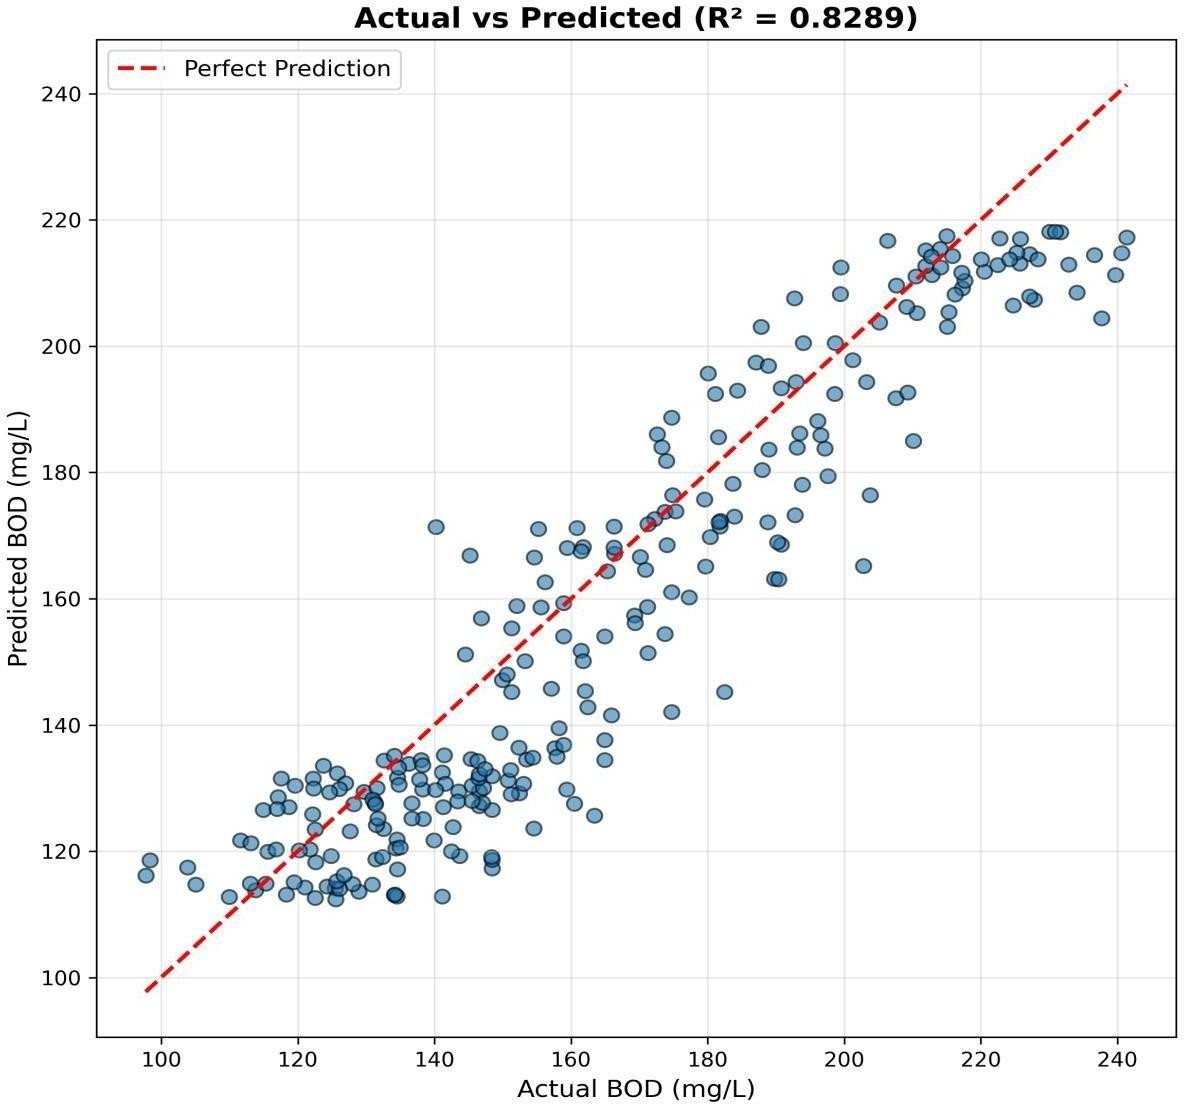 Actual vs Predicted (R² = 0.8289)
Perfect Prediction
240
220
200
180
160
140
120
100
Predicted BOD (mg/L)
100 120 140 160 180 200 220 240
Actual BOD (mg/L)